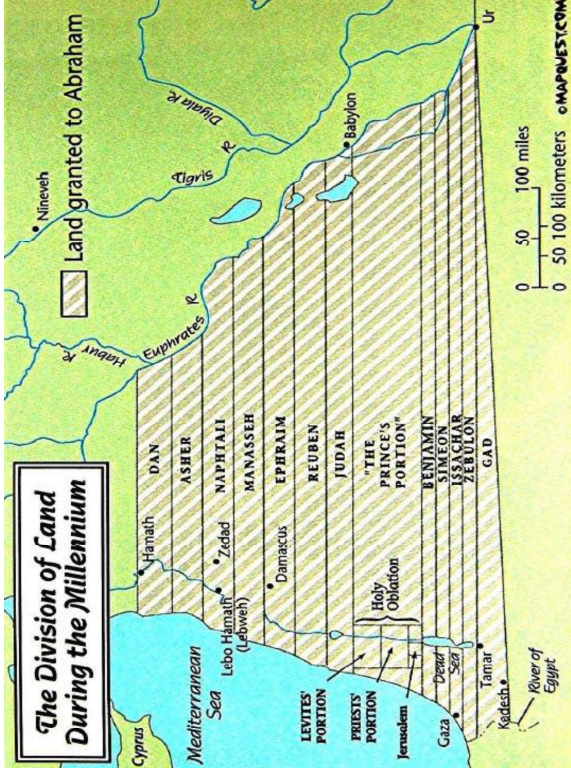 The Division of Land
During the Millennium
Land granted to Abraham
Nineveh
Tigris
R
Diyala R.
Babylon
Ur
Habur
R
Euphrates R
Cyprus
Mediterranean
Sea
Hamath
Lebo Hamath
(Lebweh)
Zedad
Damascus
DAN
ASHER
NAPHTALI
MANASSEH
EPHRAIM
REUBEN
JUDAH
"THE
PRINCE'S
PORTION"
BENJAMIN
SIMEON
ISSACHAR
ZEBULON
GAD
LEVITES'
PORTION
PRIESTS'
PORTION
Jerusalem
Holy
Oblation
Dead
Sea
Gaza
Tamar
Kedesh
River of
Egypt
0 50 100 miles
0 50 100 kilometers
©MAPQUEST.COM